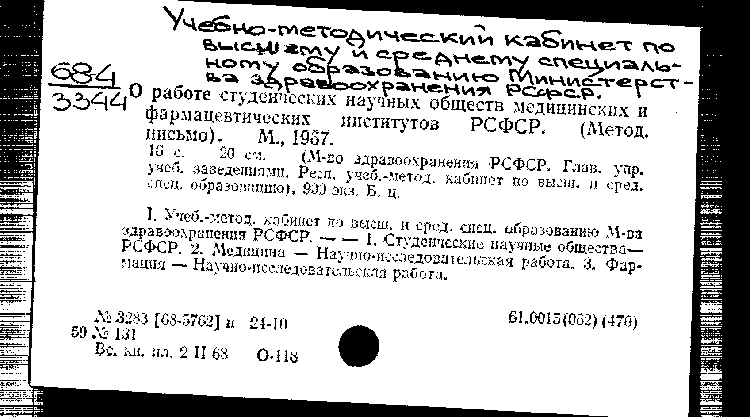 Учебно-методический кабинет по
высшему и среднему специаль-
ному образованию Министерст-
ва здравоохранения РСФСР.
684
3344
О работе студенческих научных обществ медицинских и
фармацевтических институтов РСФСР. (Метод.
письмо). М., 1967.
16 с. 20 см. (М-во здравоохранения РСФСР. Глав. упр.
учеб. заведениями. Респ. учеб.-метод. кабинет по высш. и сред.
спец. образованию). 900 экз. Б. ц.
1. Учеб.-метод. кабинет по высш. и сред. спец. образованию М-ва
здравоохранения РСФСР. — — 1. Студенческие научные общества—
РСФСР. 2. Медицина — Научно-исследовательская работа. 3. Фар-
мация — Научно-исследовательская работа.
№ 3283 [68-5762] п 24-10
61.0015(062)(470)
59 № 131
Вс. кн. пл. 2 II 68 О-118